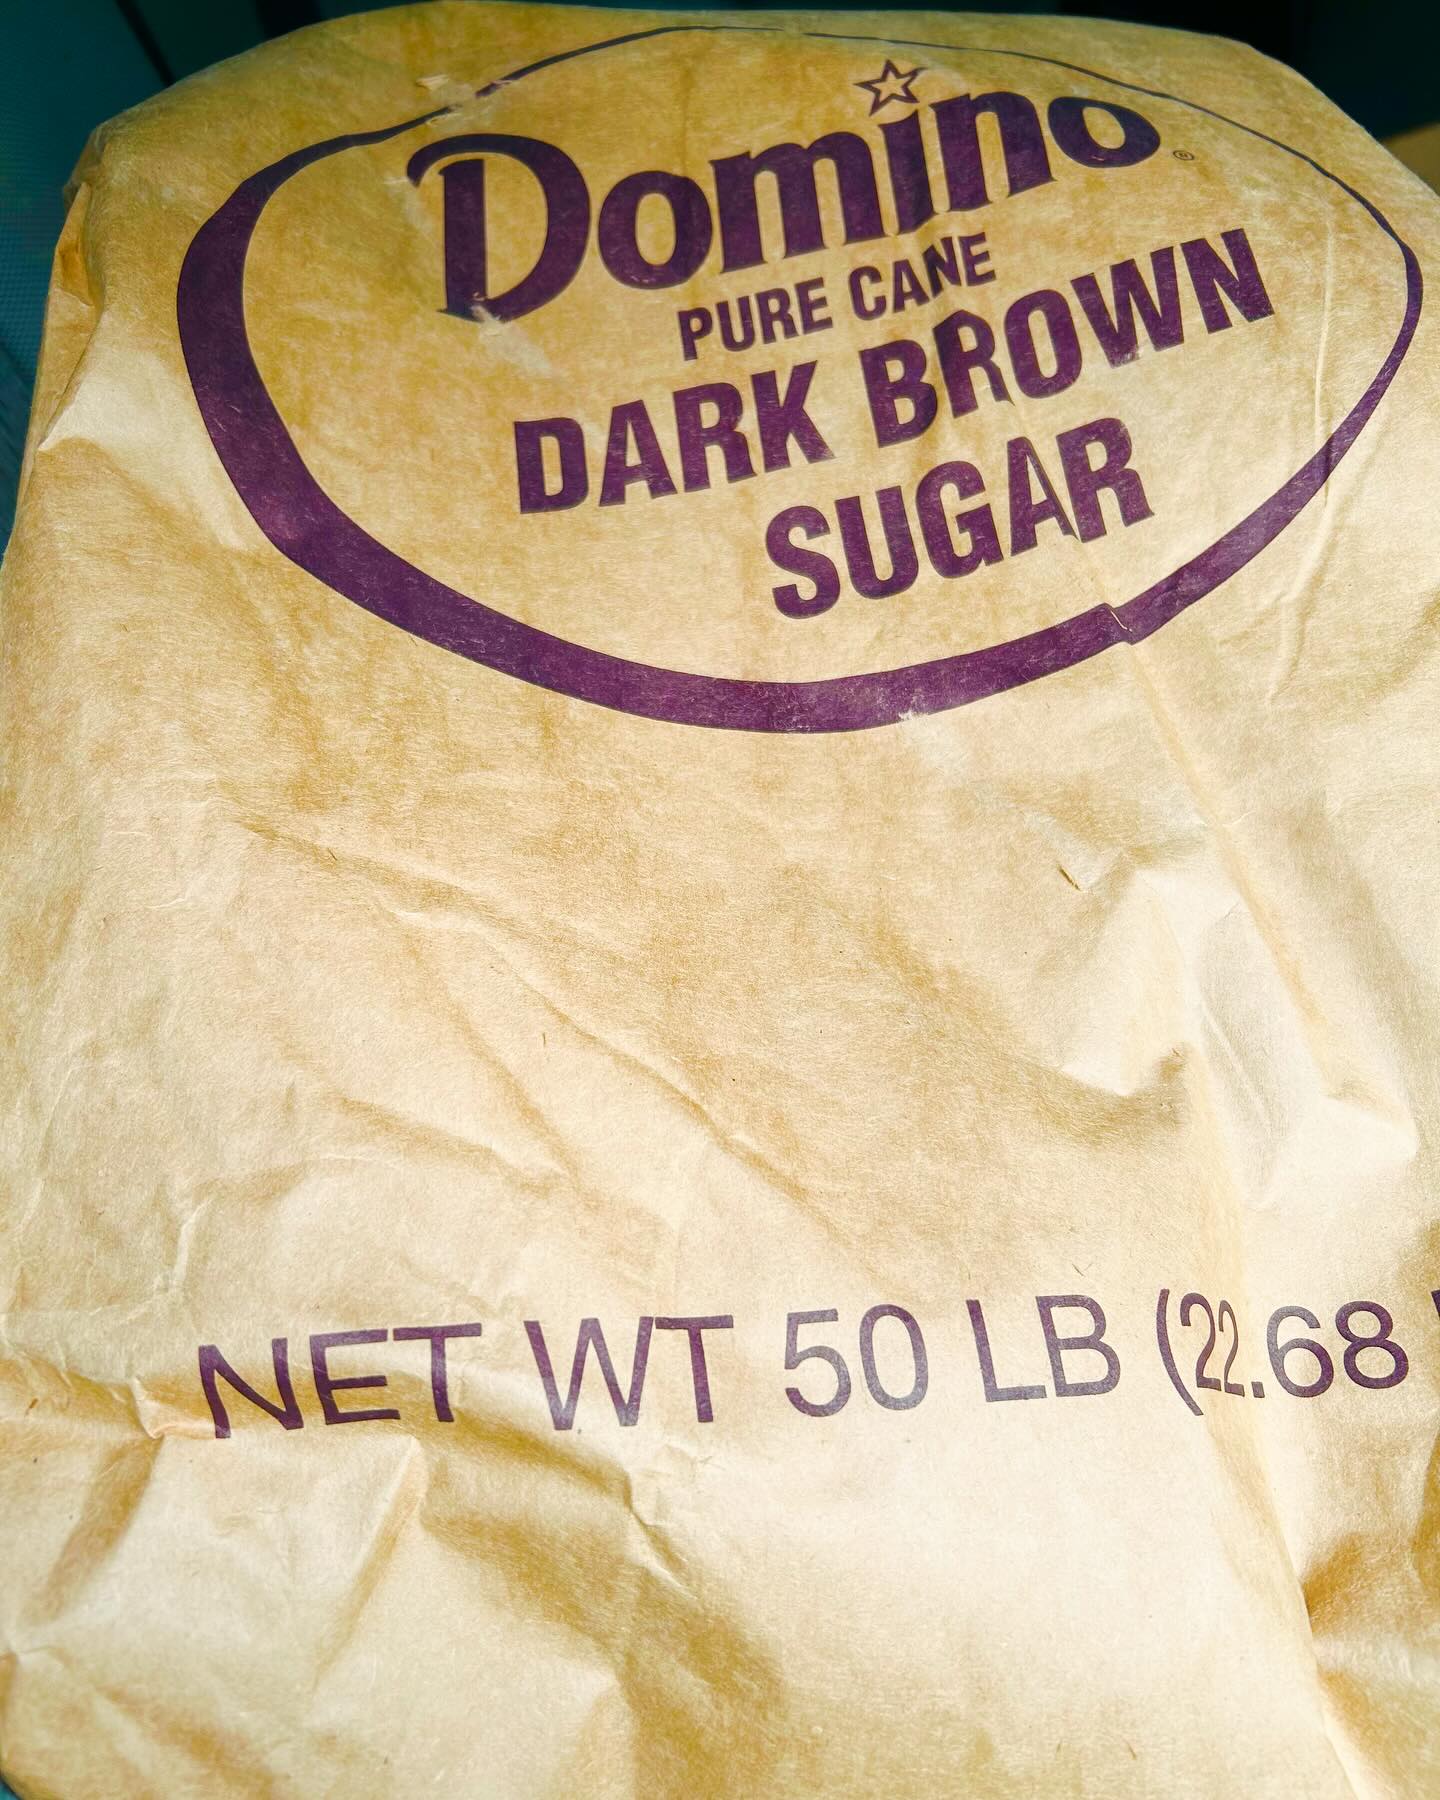 Domino®
PURE CANE
DARK BROWN
SUGAR
NET WT 50 LB (22.68